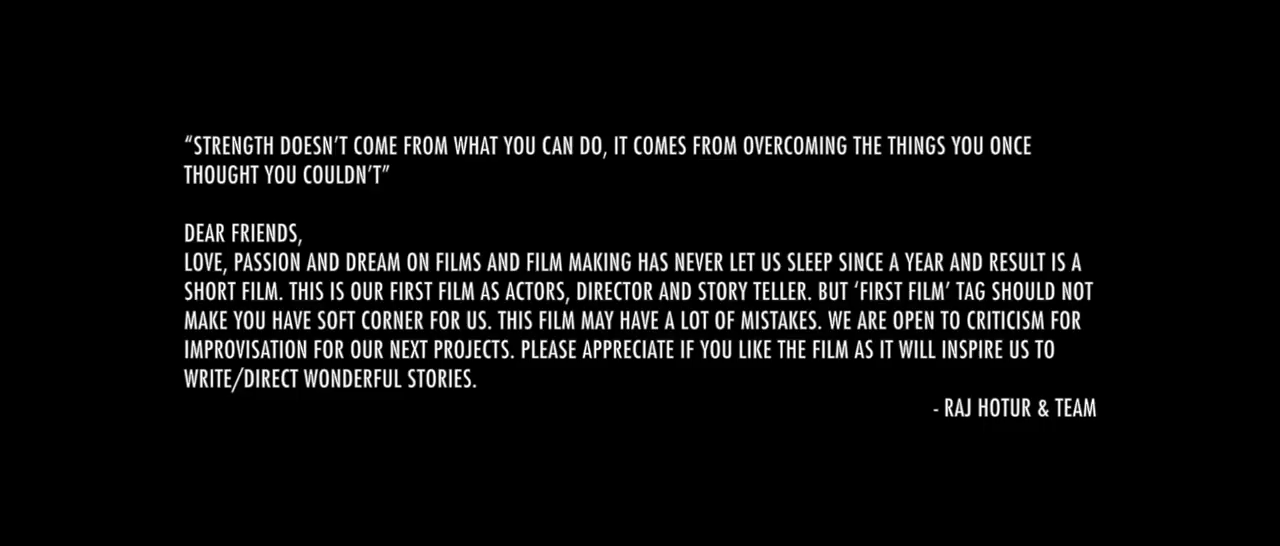 “STRENGTH DOESN’T COME FROM WHAT YOU CAN DO, IT COMES FROM OVERCOMING THE THINGS YOU ONCE
THOUGHT YOU COULDN’T”
DEAR FRIENDS,
LOVE, PASSION AND DREAM ON FILMS AND FILM MAKING HAS NEVER LET US SLEEP SINCE A YEAR AND RESULT IS A
SHORT FILM. THIS IS OUR FIRST FILM AS ACTORS, DIRECTOR AND STORY TELLER. BUT ‘FIRST FILM’ TAG SHOULD NOT
MAKE YOU HAVE SOFT CORNER FOR US. THIS FILM MAY HAVE A LOT OF MISTAKES. WE ARE OPEN TO CRITICISM FOR
IMPROVISATION FOR OUR NEXT PROJECTS. PLEASE APPRECIATE IF YOU LIKE THE FILM AS IT WILL INSPIRE US TO
WRITE/DIRECT WONDERFUL STORIES.
- RAJ HOTUR & TEAM